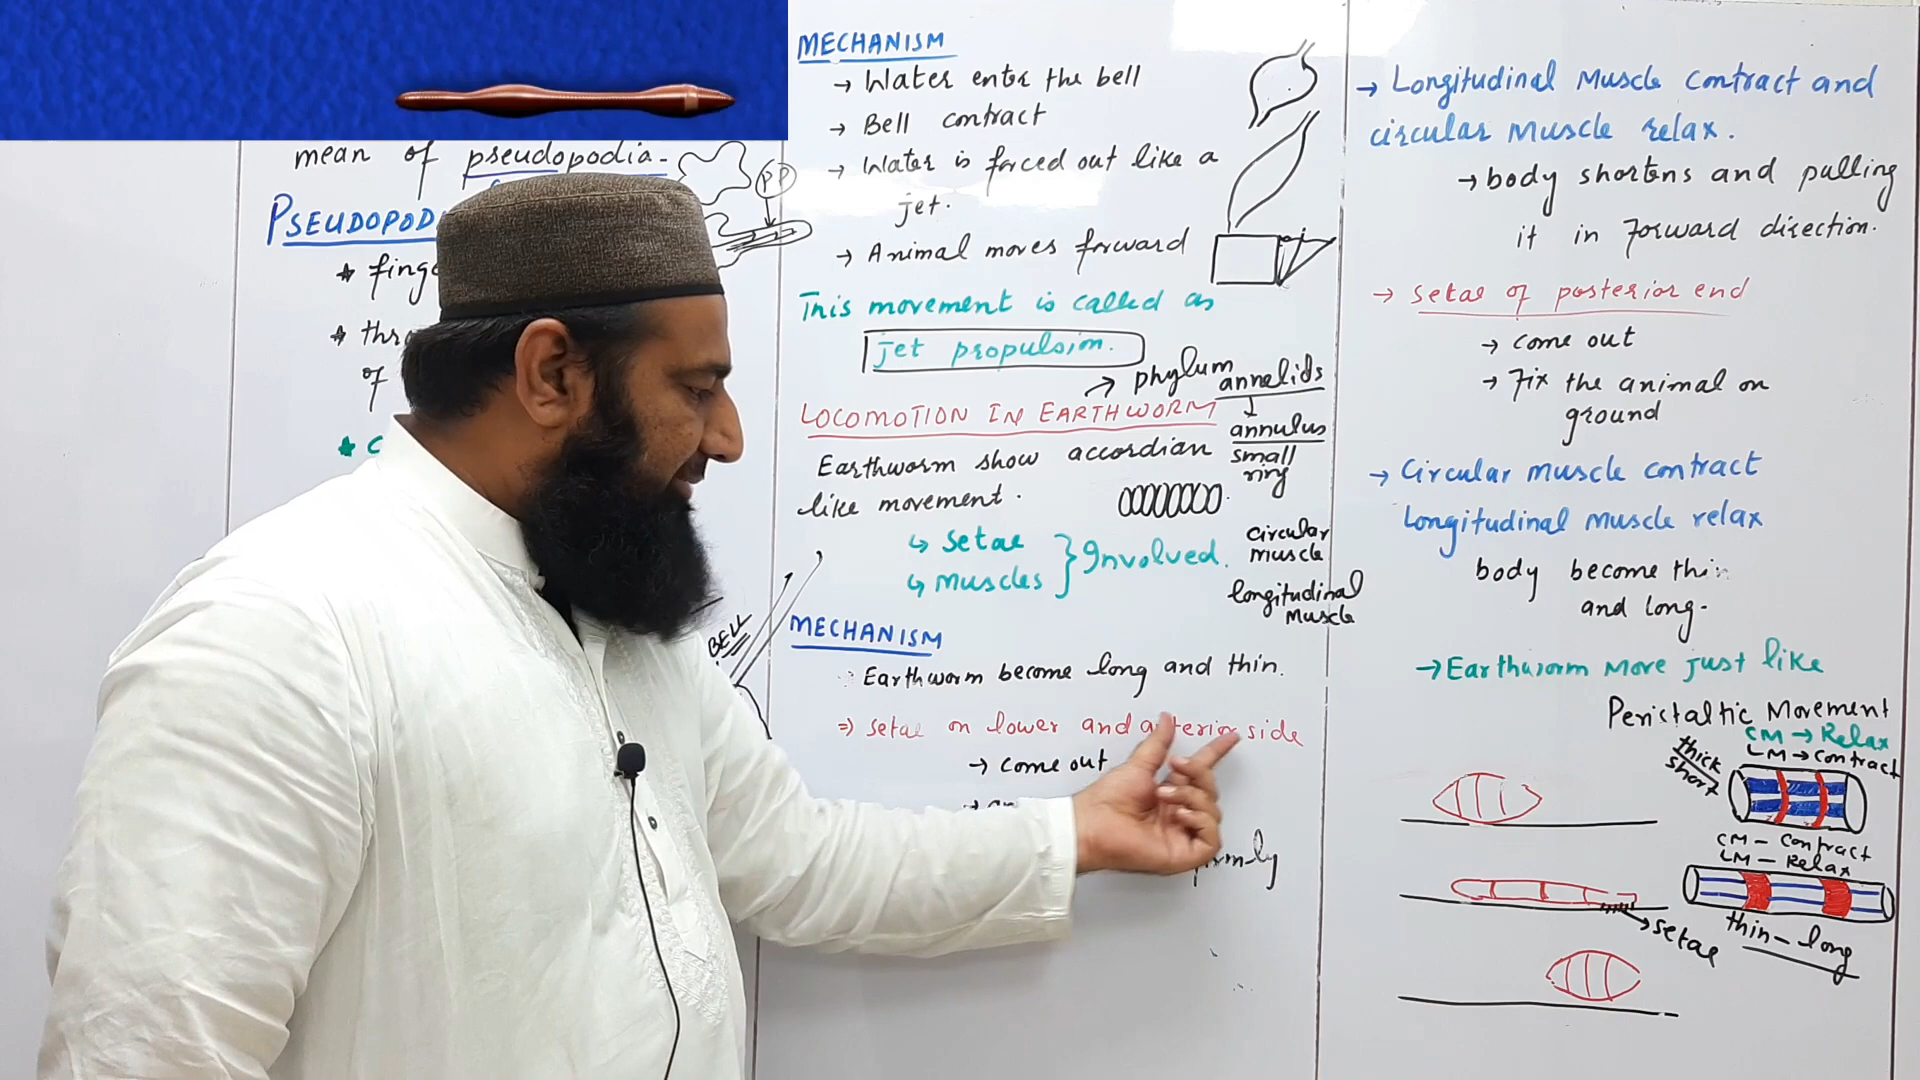 mean of pseudopodia-
PSEUDOPOD
★ fing
★ thr
of
★ c
PP
BELL
MECHANISM
→ Water enter the bell
→ Bell contract
→ Water is forced out like a
jet.
→ Animal moves forward
This movement is called as
jet propulsion.
→ phylum
annelids
↓
annulus
small
ring
LOCOMOTION IN EARTHWORM
Earthworm show accordian
like movement.
↳ Setae
↳ Muscles } Involved.
circular
muscle
longitudinal
muscle
MECHANISM
Earthworm become long and thin.
⇒ Setae on lower and anterior side
→ come out
→ Longitudinal Muscle contract and
circular Muscle relax.
→ body shortens and pulling
it in forward direction.
→ Setae of posterior end
→ come out
→ Fix the animal on
ground
→ Circular muscle contract
Longitudinal Muscle relax
body become thin
and long-
→ Earthworm move just like
Perictaltic Movement
CM → Relax
LM → contract
thick
short
CM - Contract
LM - Relax
→ setae
thin - long